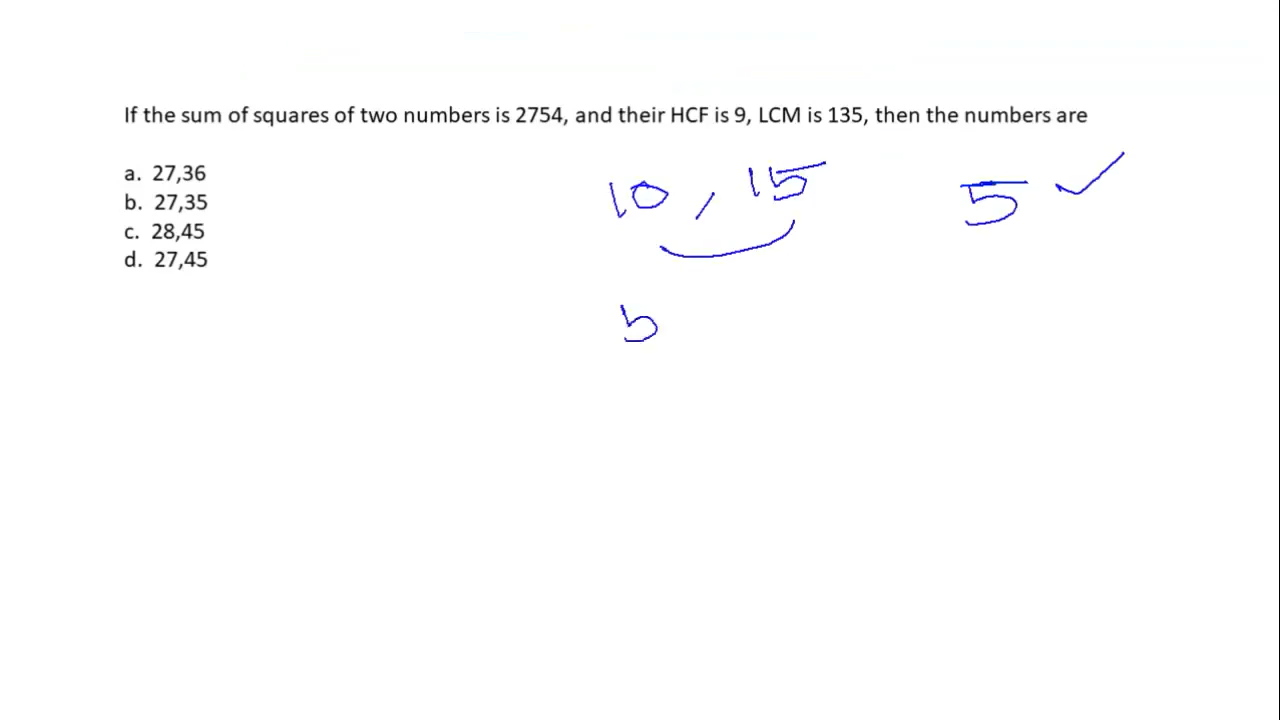 If the sum of squares of two numbers is 2754, and their HCF is 9, LCM is 135, then the numbers are
a. 27,36
b. 27,35
c. 28,45
d. 27,45
10 , 15
5
5